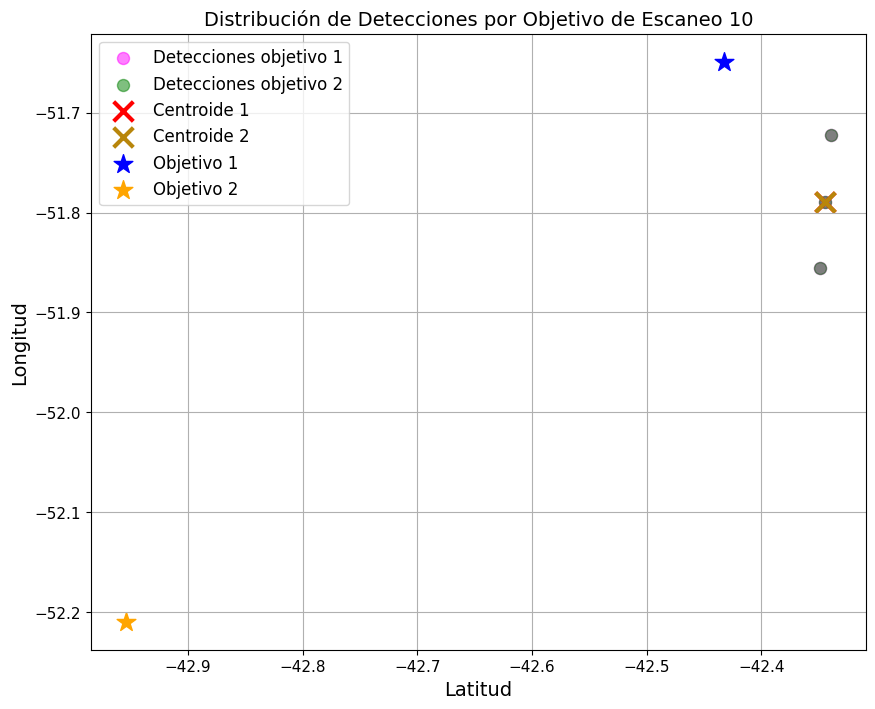 Distribución de Detecciones por Objetivo de Escaneo 10
Detecciones objetivo 1
Detecciones objetivo 2
Centroide 1
Centroide 2
Objetivo 1
Objetivo 2
Longitud
−51.7
−51.8
−51.9
−52.0
−52.1
−52.2
−42.9 −42.8 −42.7 −42.6 −42.5 −42.4
Latitud